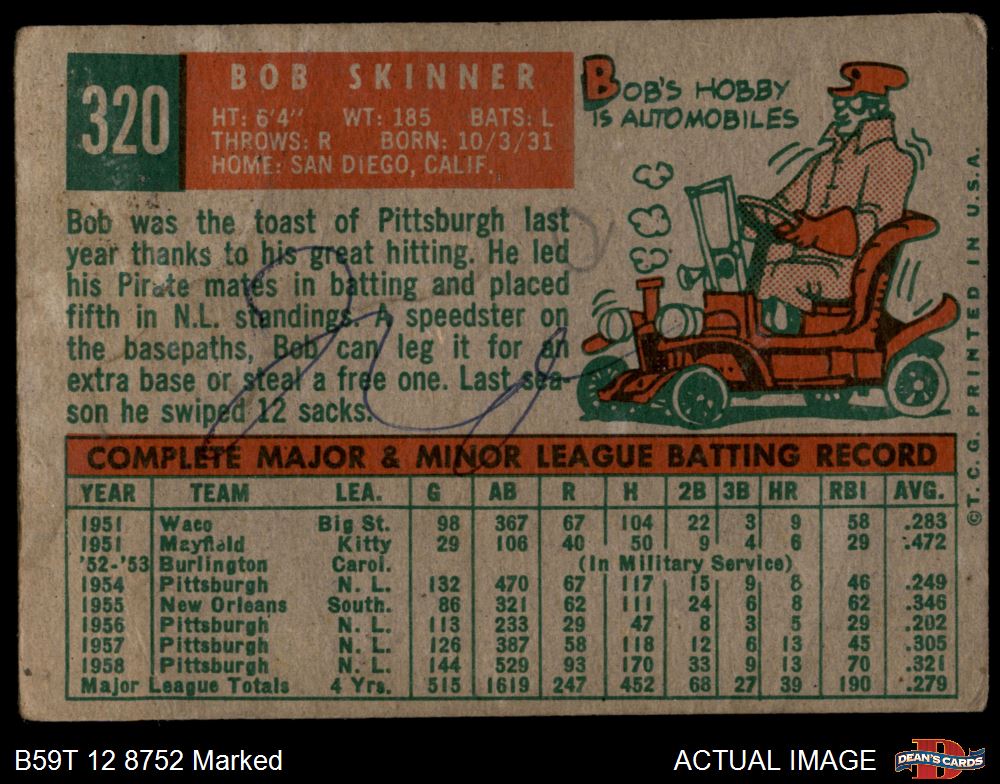 320
BOB SKINNER
HT: 6'4" WT: 185 BATS: L
THROWS: R BORN: 10/3/31
HOME: SAN DIEGO, CALIF.
BOB'S HOBBY
IS AUTOMOBILES
Bob was the toast of Pittsburgh last
year thanks to his great hitting. He led
his Pirate mates in batting and placed
fifth in N.L. standings. A speedster on
the basepaths, Bob can leg it for an
extra base or steal a free one. Last sea-
son he swiped 12 sacks.
COMPLETE MAJOR & MINOR LEAGUE BATTING RECORD
YEAR TEAM LEA. G AB R H 2B 3B HR RBI AVG.
1951 Waco Big St. 98 367 67 104 22 3 9 58 .283
1951 Mayfield Kitty 29 106 40 50 9 4 6 29 .472
'52-'53 Burlington Carol. (In Military Service)
1954 Pittsburgh N. L. 132 470 67 117 15 9 8 46 .249
1955 New Orleans South. 86 321 62 111 24 6 8 62 .346
1956 Pittsburgh N. L. 113 233 29 47 8 3 5 29 .202
1957 Pittsburgh N. L. 126 387 58 118 12 6 13 45 .305
1958 Pittsburgh N. L. 144 529 93 170 33 9 13 70 .321
Major League Totals 4 Yrs. 515 1619 247 452 68 27 39 190 .279
©T. C. G. PRINTED IN U.S.A.
B59T 12 8752 Marked
ACTUAL IMAGE
DEAN'S CARDS